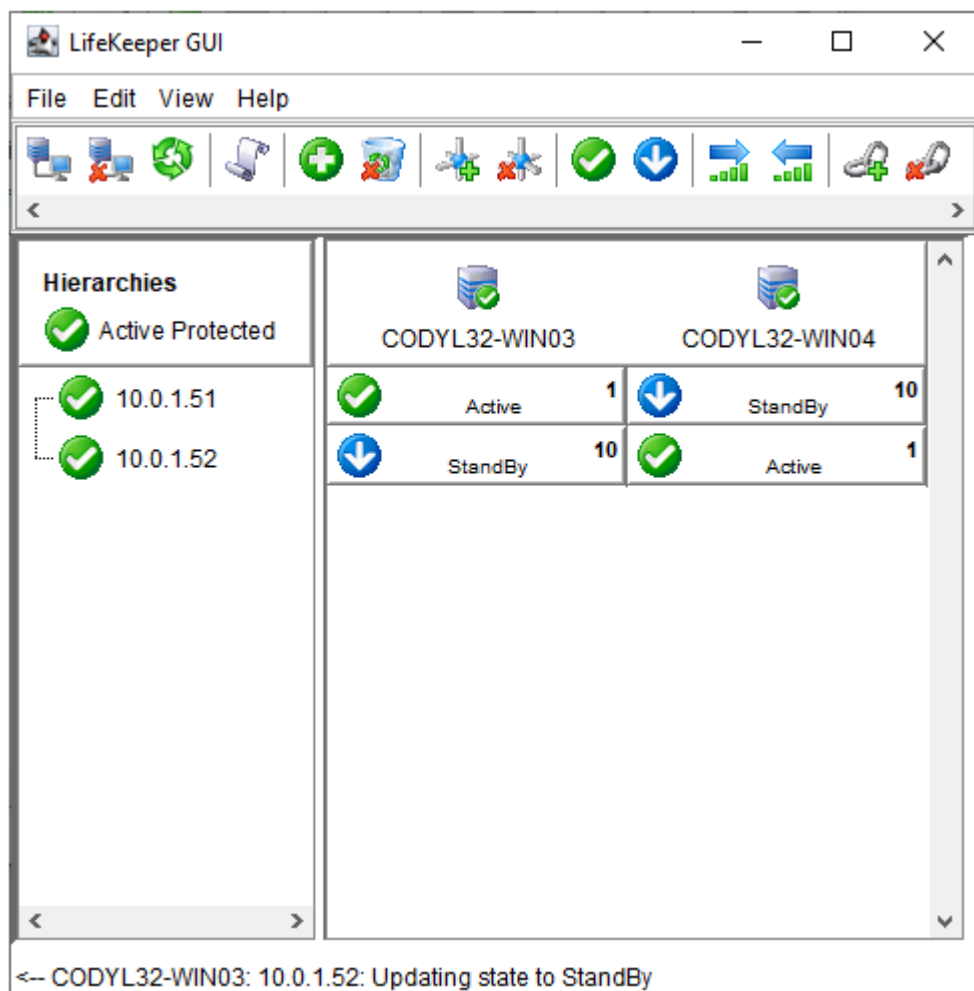 LifeKeeper GUI
File Edit View Help
Hierarchies
Active Protected
CODYL32-WIN03 CODYL32-WIN04
10.0.1.51 Active 1 StandBy 10
10.0.1.52 StandBy 10 Active 1
<-- CODYL32-WIN03: 10.0.1.52: Updating state to StandBy